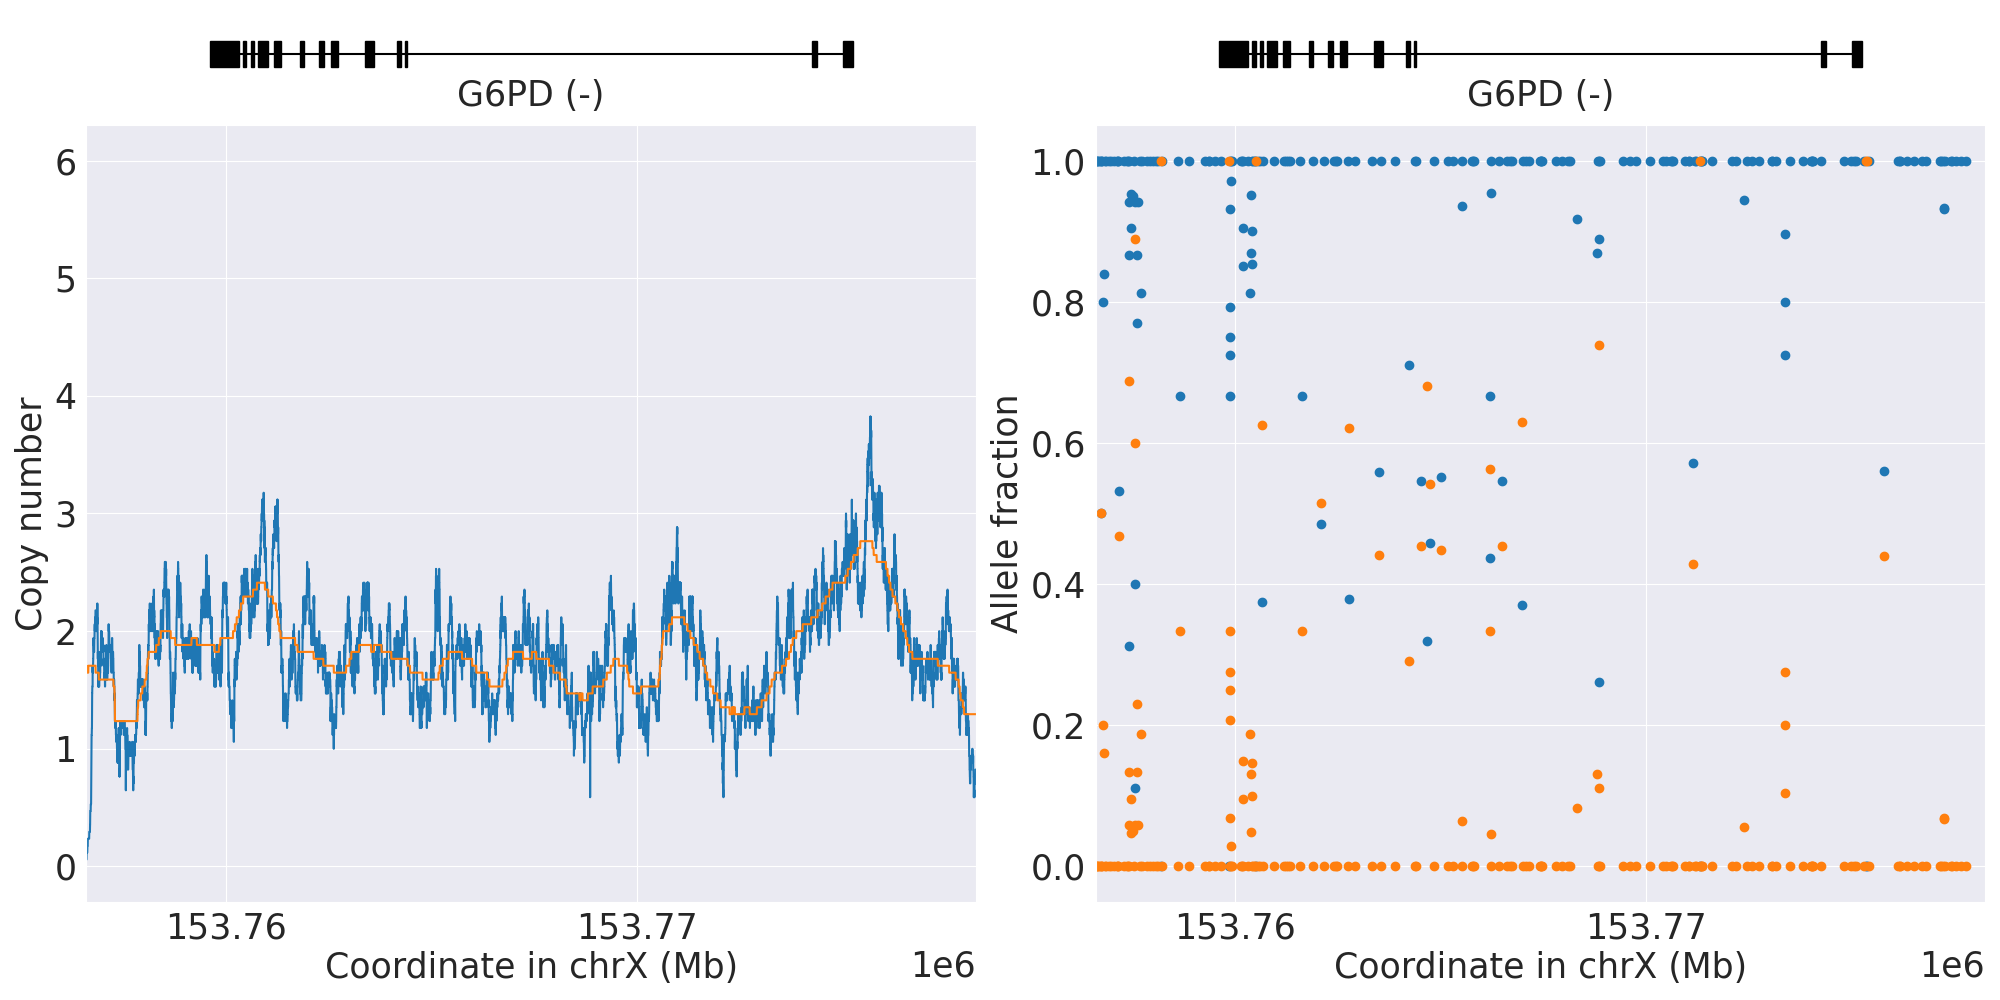 G6PD (-)
6
5
4
3
2
1
0
Copy number
153.76
153.77
Coordinate in chrX (Mb)
1e6
G6PD (-)
1.0
0.8
0.6
0.4
0.2
0.0
Allele fraction
153.76
153.77
Coordinate in chrX (Mb)
1e6